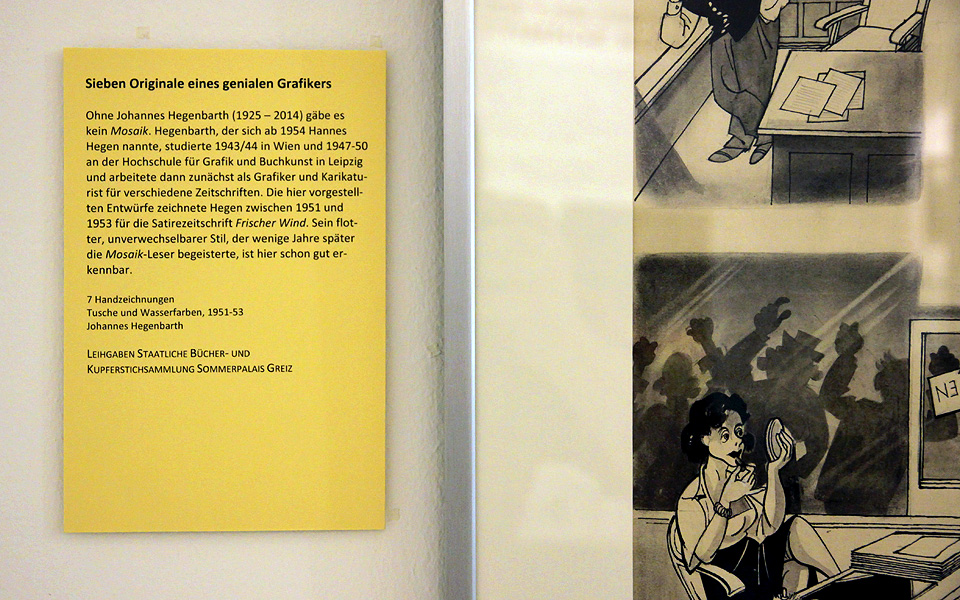 Sieben Originale eines genialen Grafikers
Ohne Johannes Hegenbarth (1925 – 2014) gäbe es
kein Mosaik. Hegenbarth, der sich ab 1954 Hannes
Hegen nannte, studierte 1943/44 in Wien und 1947-50
an der Hochschule für Grafik und Buchkunst in Leipzig
und arbeitete dann zunächst als Grafiker und Karikatu-
rist für verschiedene Zeitschriften. Die hier vorgestell-
ten Entwürfe zeichnete Hegen zwischen 1951 und
1953 für die Satirezeitschrift Frischer Wind. Sein flot-
ter, unverwechselbarer Stil, der wenige Jahre später
die Mosaik-Leser begeisterte, ist hier schon gut er-
kennbar.
7 Handzeichnungen
Tusche und Wasserfarben, 1951-53
Johannes Hegenbarth
LEIHGABEN STAATLICHE BÜCHER- UND
KUPFERSTICHSAMMLUNG SOMMERPALAIS GREIZ
EN